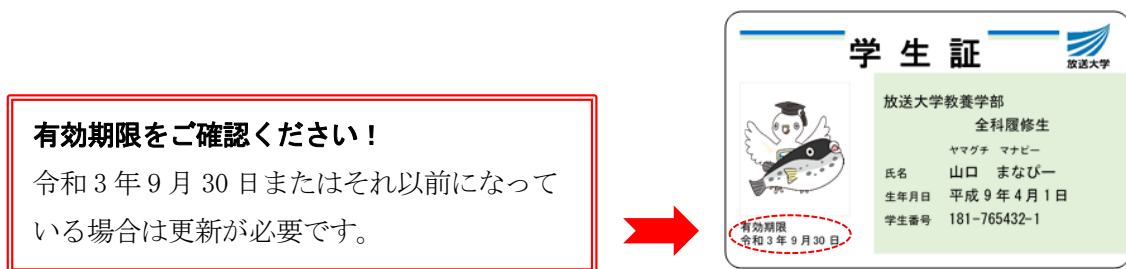 有効期限をご確認ください！
令和３年９月 30 日またはそれ以前になって
いる場合は更新が必要です。
学生証
放送大学
放送大学教養学部
全科履修生
ヤマグチ マナピー
氏名 山口 まなぴー
生年月日 平成９年４月１日
学生番号 181-765432-1
有効期限
令和３年９月30日